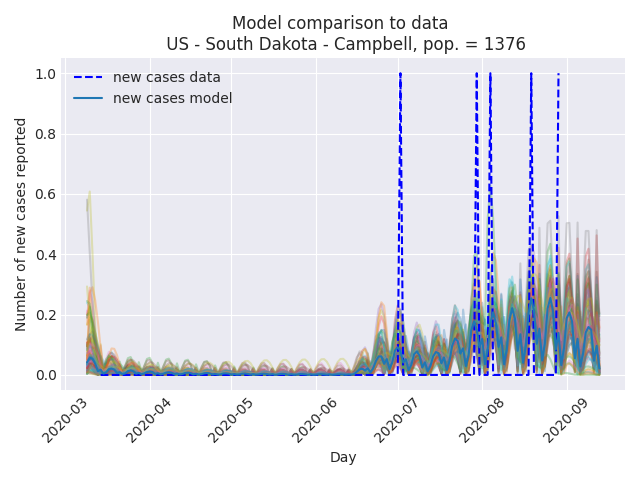 Model comparison to data
US - South Dakota - Campbell, pop. = 1376
new cases data
new cases model
1.0
0.8
0.6
0.4
0.2
0.0
Number of new cases reported
2020-03
2020-04
2020-05
2020-06
2020-07
2020-08
2020-09
Day